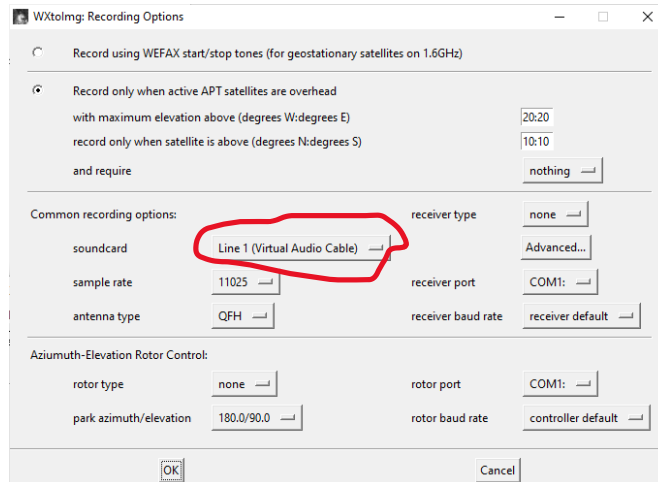 WXtoImg: Recording Options
Record using WEFAX start/stop tones (for geostationary satellites on 1.6GHz)
Record only when active APT satellites are overhead
with maximum elevation above (degrees W:degrees E) 20:20
record only when satellite is above (degrees N:degrees S) 10:10
and require nothing
Common recording options: receiver type none
soundcard Line 1 (Virtual Audio Cable) Advanced...
sample rate 11025 receiver port COM1:
antenna type QFH receiver baud rate receiver default
Aziumuth-Elevation Rotor Control:
rotor type none rotor port COM1:
park azimuth/elevation 180.0/90.0 rotor baud rate controller default
OK Cancel